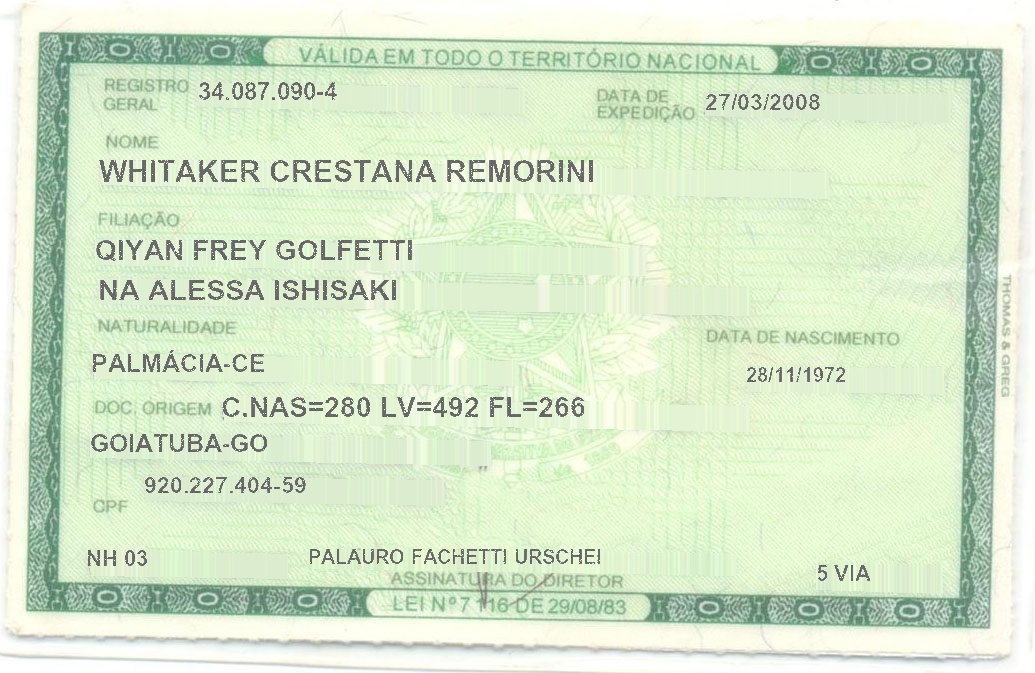 VÁLIDA EM TODO O TERRITÓRIO NACIONAL
REGISTRO GERAL 34.087.090-4
DATA DE EXPEDIÇÃO 27/03/2008
NOME
WHITAKER CRESTANA REMORINI
FILIAÇÃO
QIYAN FREY GOLFETTI
NA ALESSA ISHISAKI
NATURALIDADE
DATA DE NASCIMENTO
PALMÁCIA-CE
28/11/1972
DOC. ORIGEM C.NAS=280 LV=492 FL=266
GOIATUBA-GO
920.227.404-59
CPF
NH 03
PALAURO FACHETTI URSCHEI
5 VIA
ASSINATURA DO DIRETOR
LEI Nº 7 116 DE 29/08/83
THOMAS & GREG